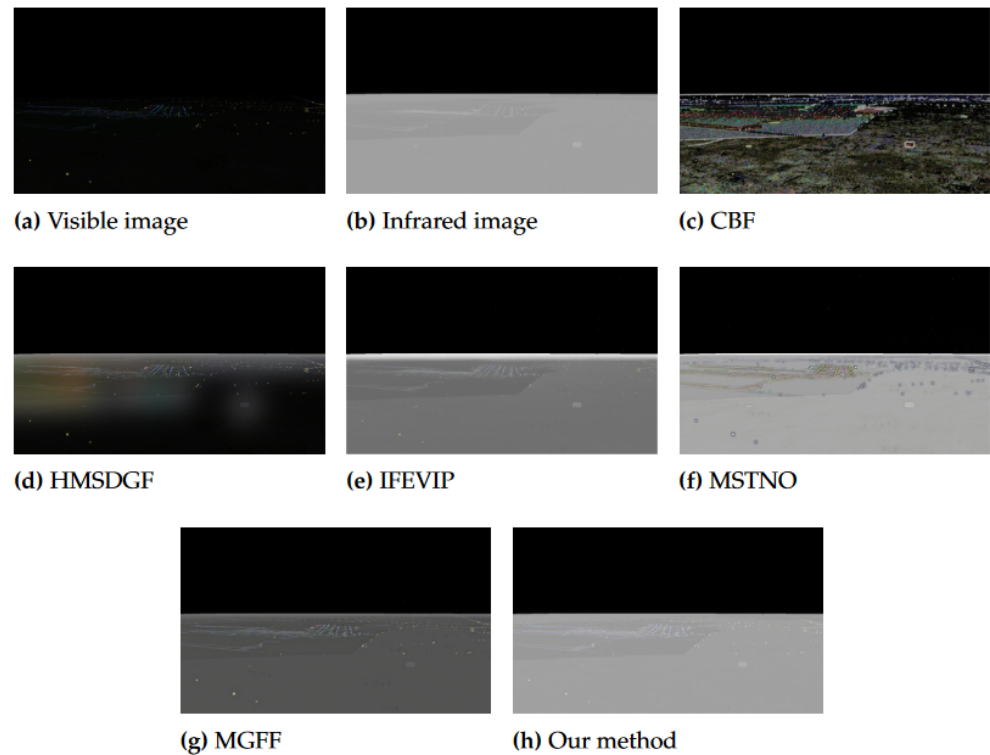 (a) Visible image
(b) Infrared image
(c) CBF
(d) HMSDGF
(e) IFEVIP
(f) MSTNO
(g) MGFF
(h) Our method